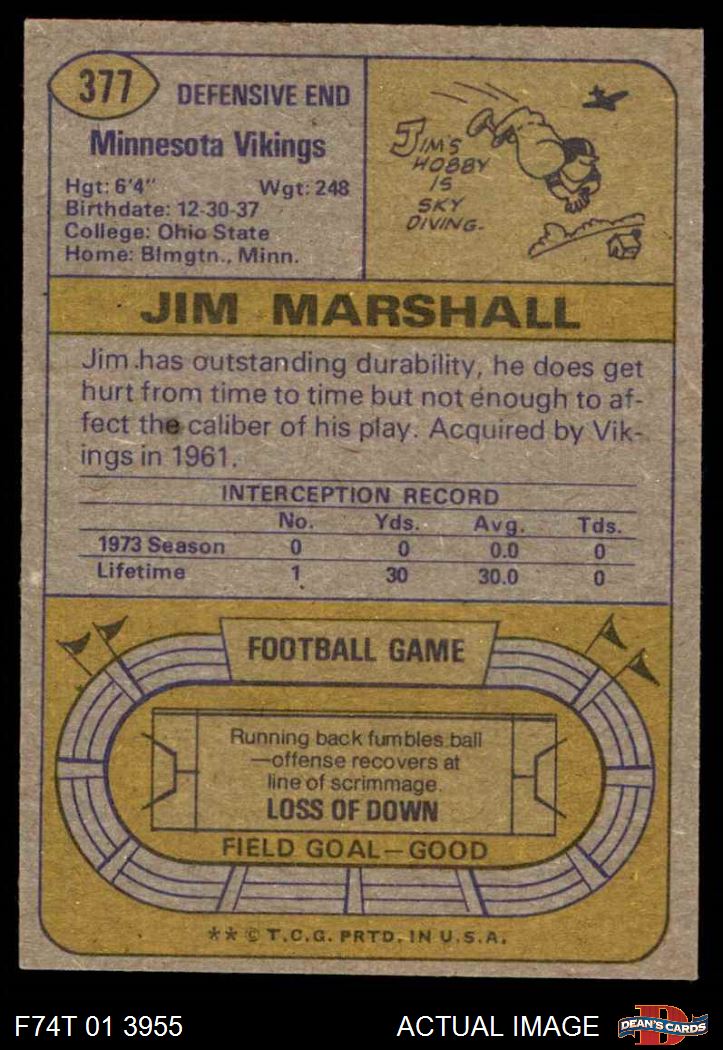 377
DEFENSIVE END
Minnesota Vikings
Hgt: 6'4" Wgt: 248
Birthdate: 12-30-37
College: Ohio State
Home: Blmgtn., Minn.
JIM'S
HOBBY
IS
SKY
DIVING.
JIM MARSHALL
Jim has outstanding durability, he does get
hurt from time to time but not enough to af-
fect the caliber of his play. Acquired by Vik-
ings in 1961.
INTERCEPTION RECORD
No. Yds. Avg. Tds.
1973 Season 0 0 0.0 0
Lifetime 1 30 30.0 0
FOOTBALL GAME
Running back fumbles ball
—offense recovers at
line of scrimmage.
LOSS OF DOWN
FIELD GOAL—GOOD
** © T.C.G. PRTD. IN U.S.A.
F74T 01 3955 ACTUAL IMAGE
D
DEAN'S CARDS